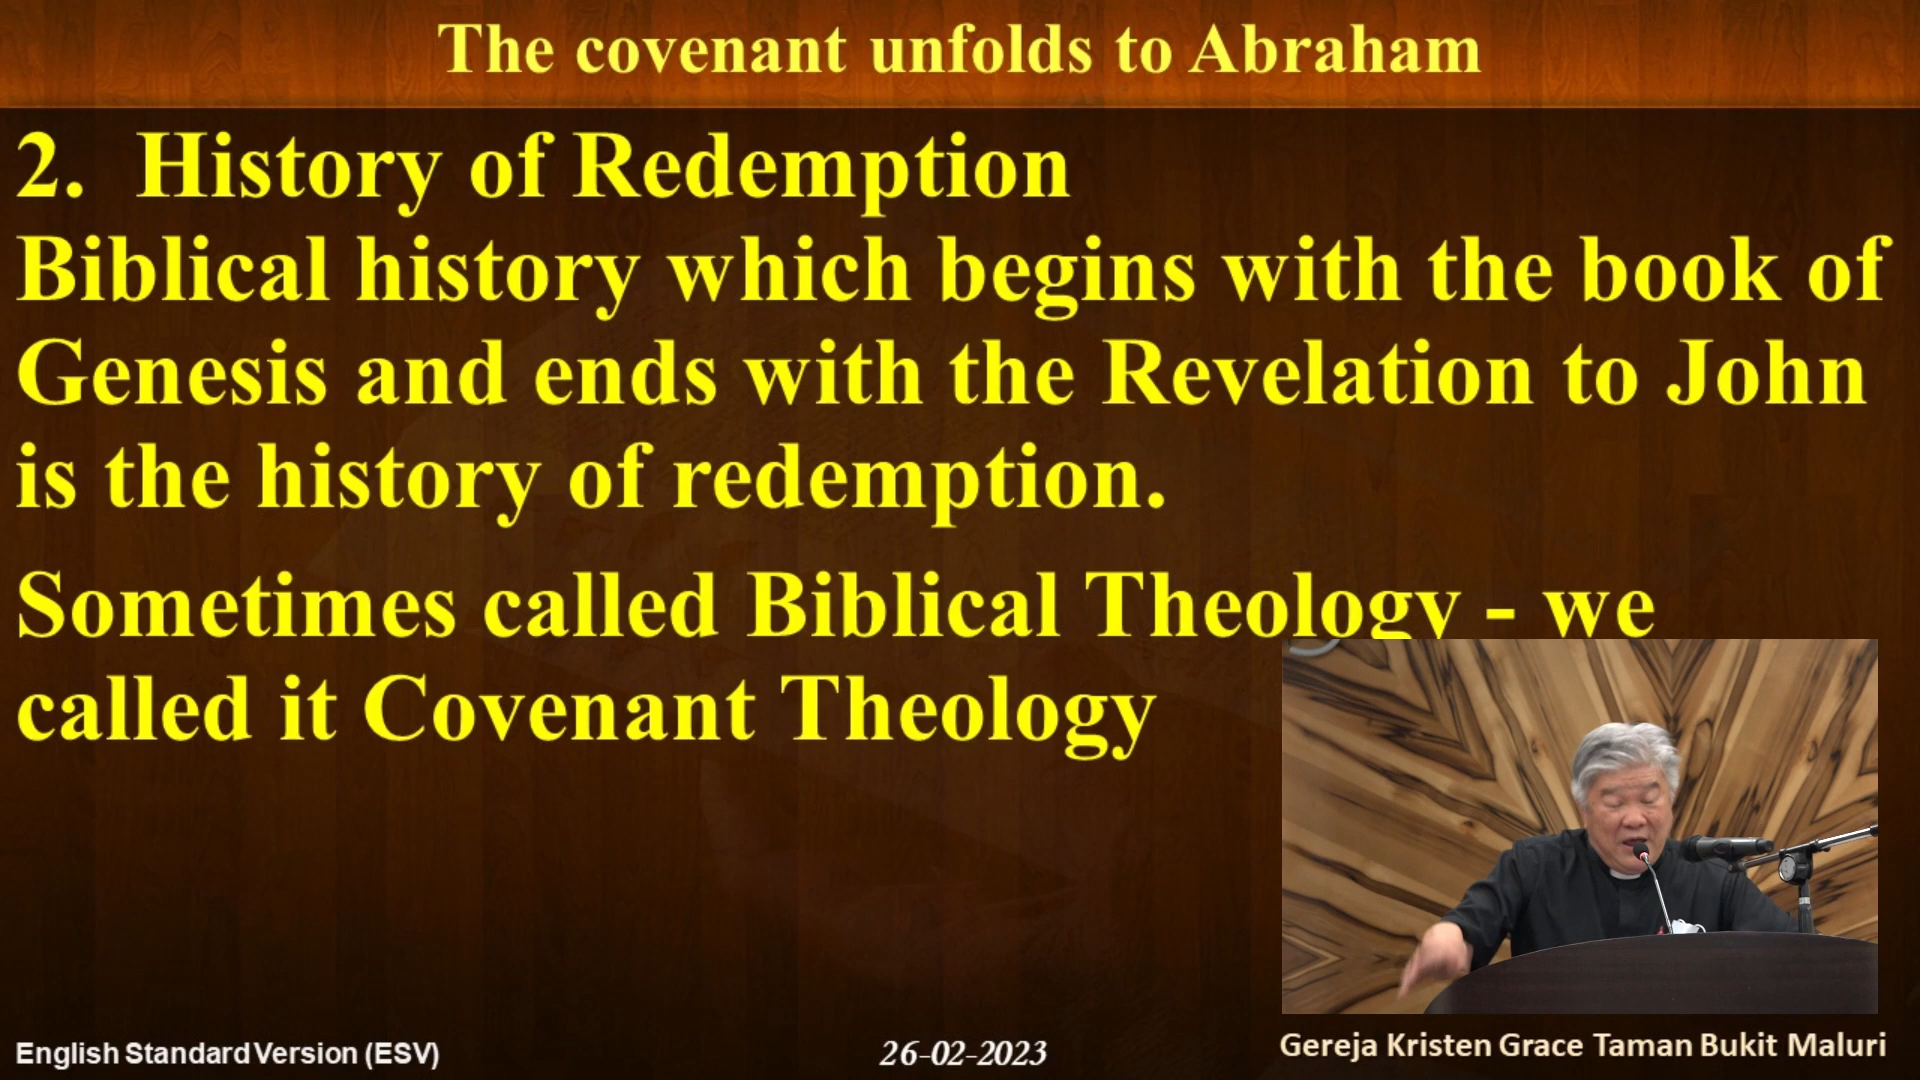 The covenant unfolds to Abraham
2. History of Redemption
Biblical history which begins with the book of
Genesis and ends with the Revelation to John
is the history of redemption.
Sometimes called Biblical Theology - we
called it Covenant Theology
English Standard Version (ESV)
26-02-2023
Gereja Kristen Grace Taman Bukit Maluri